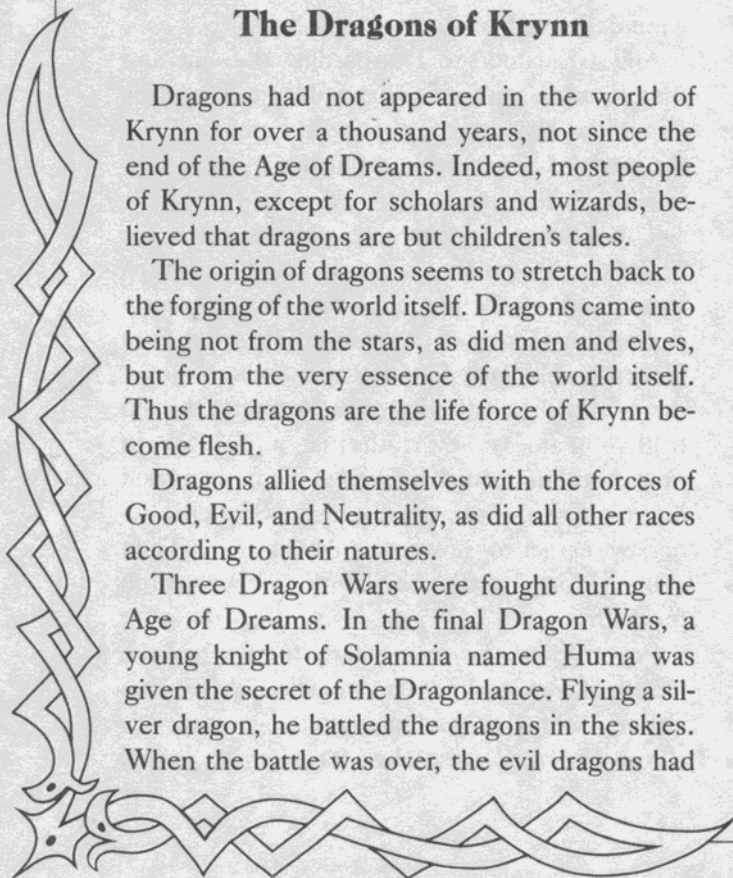 The Dragons of Krynn
Dragons had not appeared in the world of
Krynn for over a thousand years, not since the
end of the Age of Dreams. Indeed, most people
of Krynn, except for scholars and wizards, be-
lieved that dragons are but children's tales.
The origin of dragons seems to stretch back to
the forging of the world itself. Dragons came into
being not from the stars, as did men and elves,
but from the very essence of the world itself.
Thus the dragons are the life force of Krynn be-
come flesh.
Dragons allied themselves with the forces of
Good, Evil, and Neutrality, as did all other races
according to their natures.
Three Dragon Wars were fought during the
Age of Dreams. In the final Dragon Wars, a
young knight of Solamnia named Huma was
given the secret of the Dragonlance. Flying a sil-
ver dragon, he battled the dragons in the skies.
When the battle was over, the evil dragons had